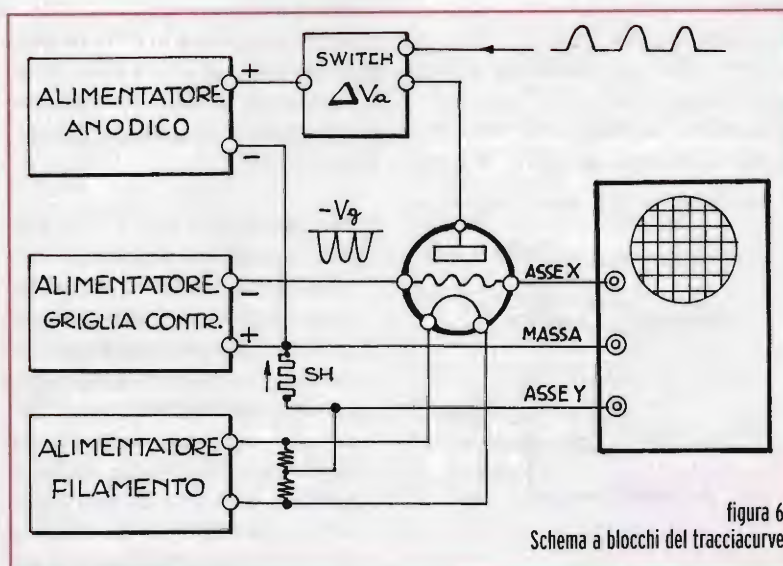 ALIMENTATORE
ANODICO
+
−
SWITCH
ΔVa
−Vg
ALIMENTATORE
GRIGLIA CONTR.
−
+
SH
ASSE X
MASSA
ASSE Y
ALIMENTATORE
FILAMENTO
figura 6
Schema a blocchi del tracciacurve